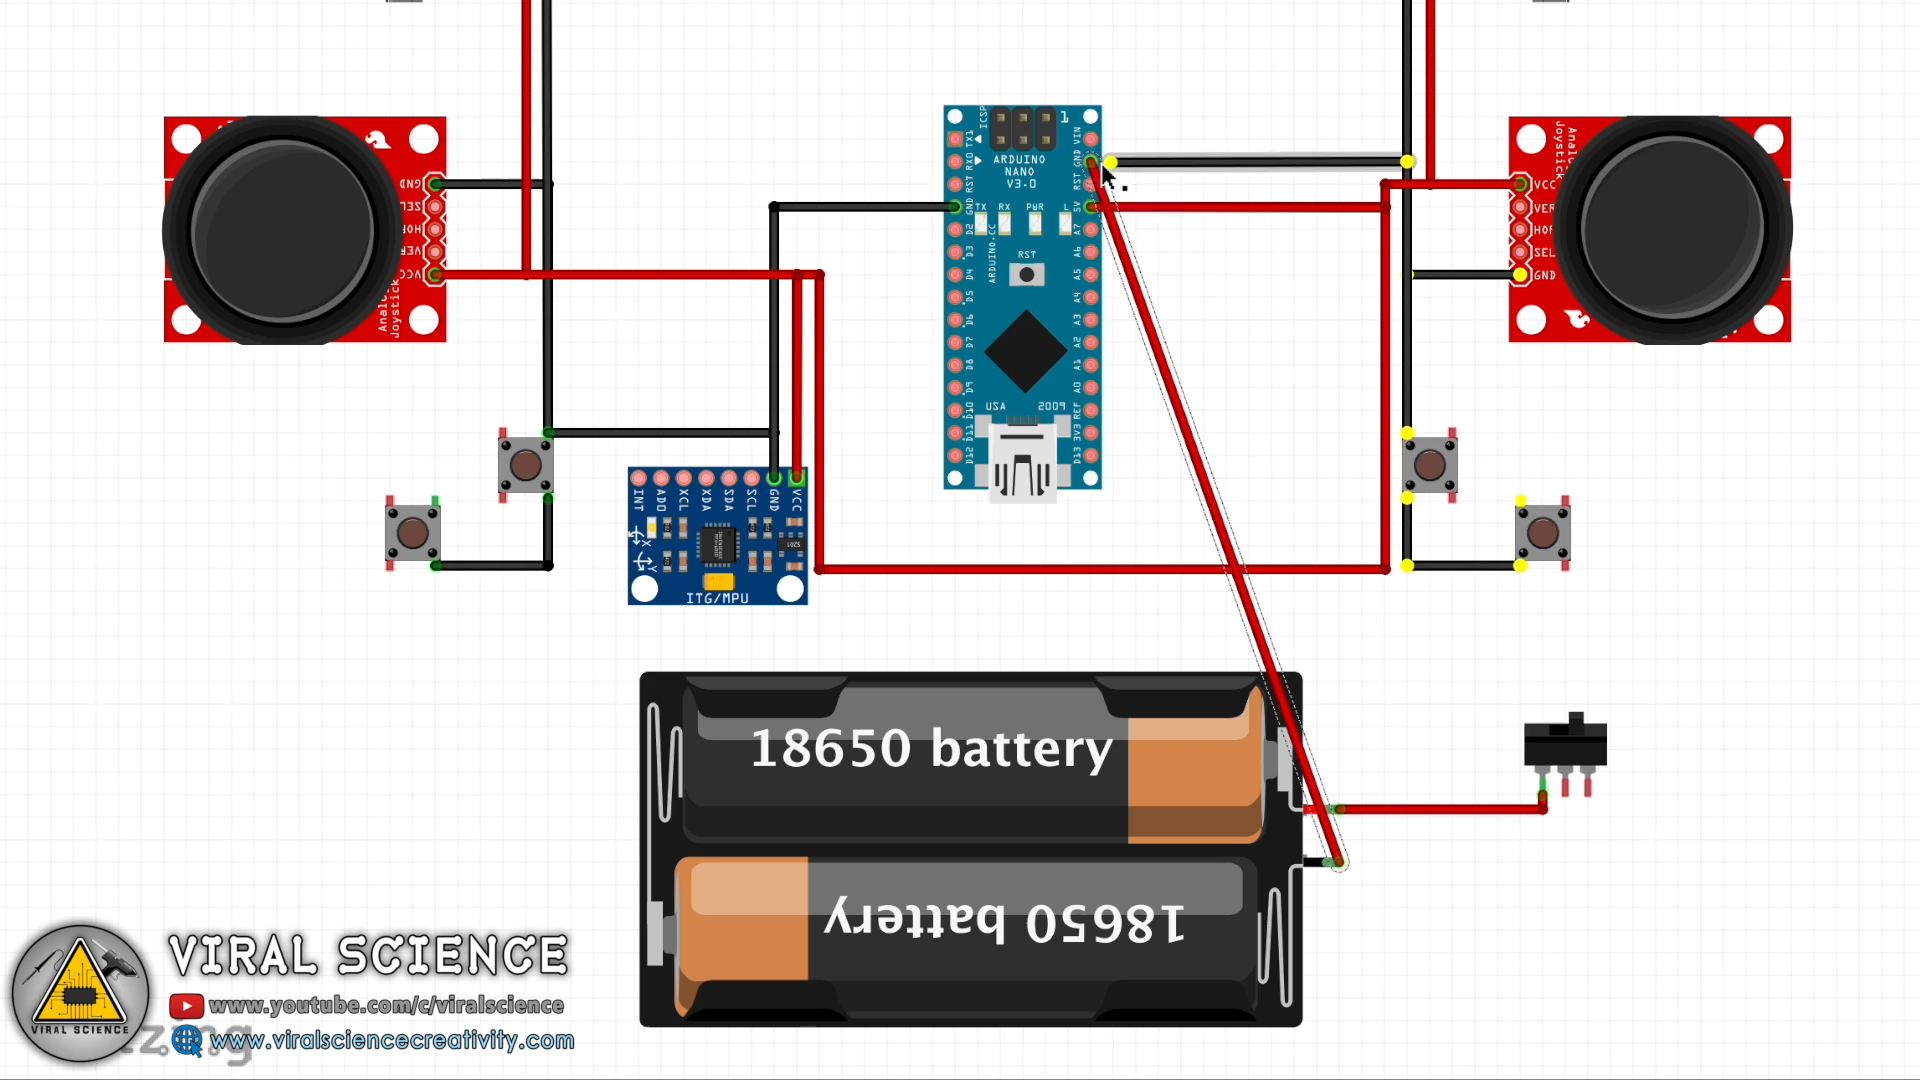 GND
SEL
HOR
VER
VCC
Analog
Joystick
ICSP
1
TX1
RX0
RST
GND
D2
D3
D4
D5
D6
D7
D8
D9
D10
D11
D12
ARDUINO
NANO
V3.0
TX
RX
PWR
L
RST
ARDUINO.CC
USA
2009
VIN
GND
RST
5V
A7
A6
A5
A4
A3
A2
A1
A0
REF
3V3
D13
VCC
VER
HOR
SEL
GND
Analog
Joystick
INT
ADO
XCL
XDA
SDA
SCL
GND
VCC
X
Y
ITG/MPU
18650 battery
18650 battery
VIRAL SCIENCE
VIRAL SCIENCE
www.youtube.com/c/viralscience
www.viralsciencecreativity.com